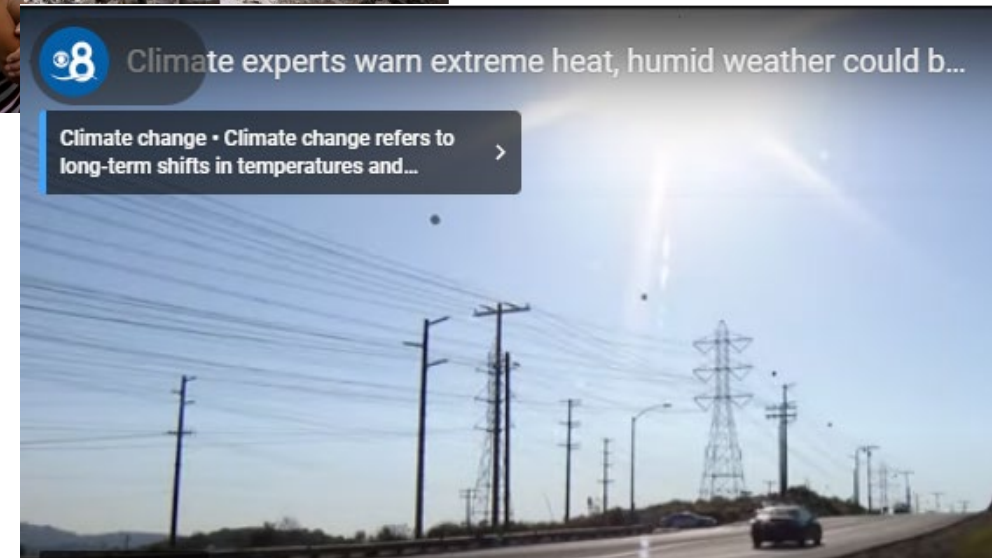 8
Climate experts warn extreme heat, humid weather could b...
Climate change • Climate change refers to
long-term shifts in temperatures and...